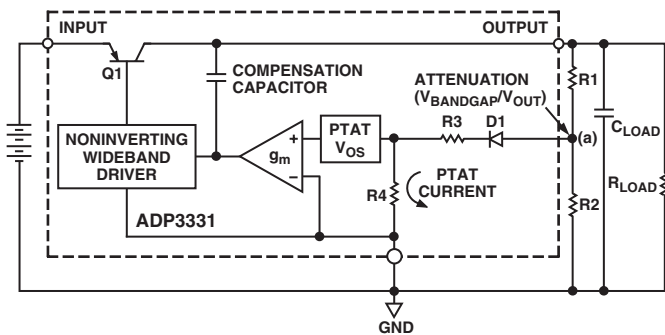 INPUT
OUTPUT
Q1
COMPENSATION
CAPACITOR
ATTENUATION
(VBANDGAP/VOUT)
R1
NONINVERTING
WIDEBAND
DRIVER
gm
+
−
PTAT
VOS
R3
D1
(a)
CLOAD
RLOAD
R4
PTAT
CURRENT
R2
ADP3331
GND